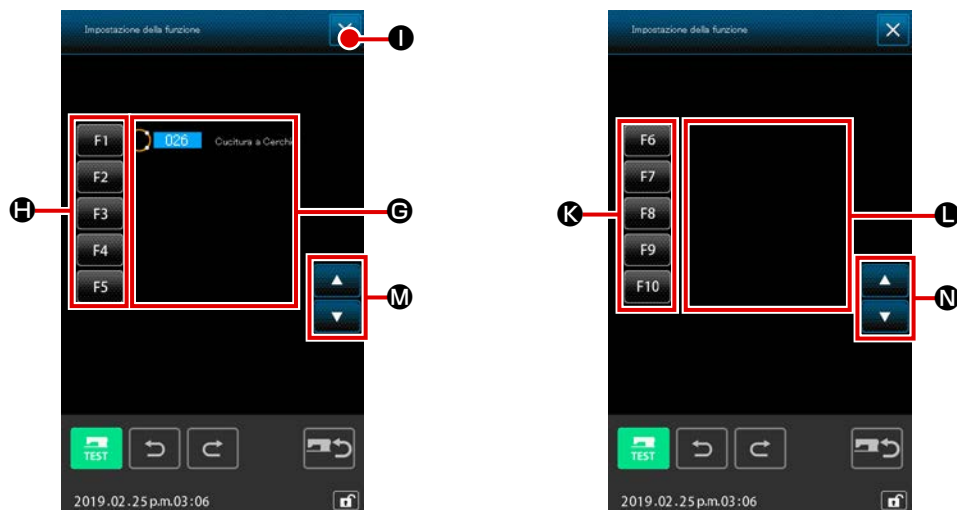 Impostazione della funzione
I
F1
026 Cucitura a Cerchi
F2
H
F3
G
F4
F5
M
TEST
2019.02.25 p.m.03:06
Impostazione della funzione
F6
F7
K
F8
L
F9
F10
N
TEST
2019.02.25 p.m.03:06